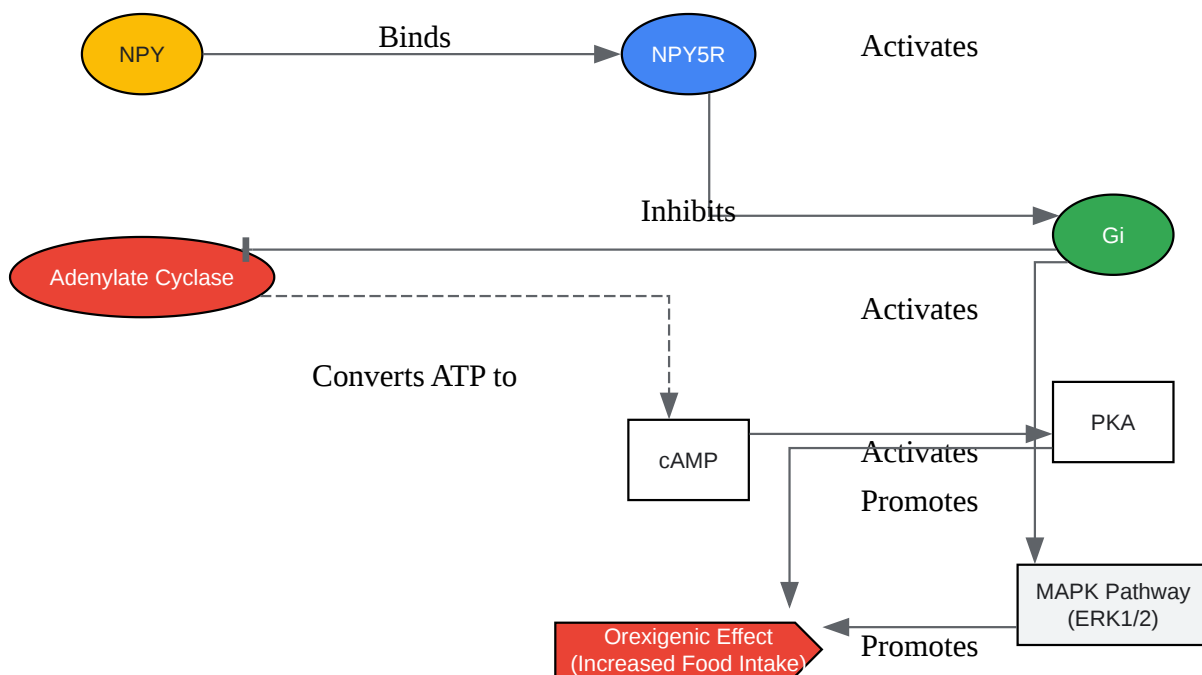 NPY
Binds
NPY5R
Activates
Inhibits
Gi
Adenylate Cyclase
Activates
Converts ATP to
PKA
cAMP
Activates
Promotes
MAPK Pathway
(ERK1/2)
Orexigenic Effect
(Increased Food Intake)
Promotes